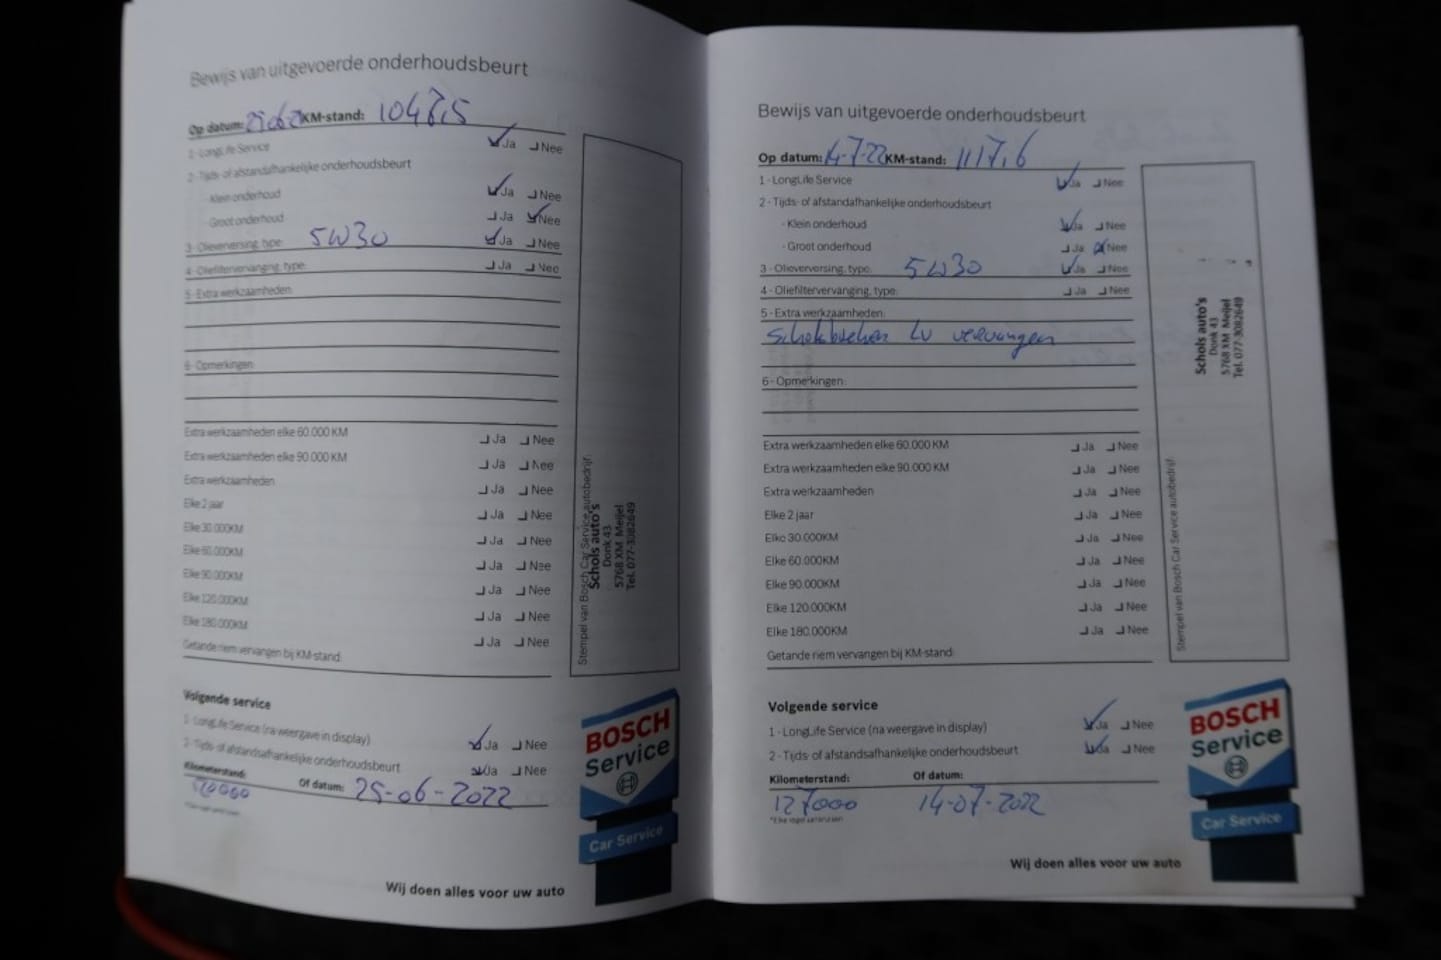 Bewijs van uitgevoerde onderhoudsbeurt
Op datum: KM-stand:
1 - LongLife Service Ja Nee
2 - Tijds- of afstandafhankelijke onderhoudsbeurt
- Klein onderhoud Ja Nee
- Groot onderhoud Ja Nee
3 - Olieverversing, type: 5W30 Ja Nee
4 - Oliefiltervervanging, type: Ja Nee
5 - Extra werkzaamheden:
6 - Opmerkingen:
Extra werkzaamheden elke 60.000 KM Ja Nee
Extra werkzaamheden elke 90.000 KM Ja Nee
Extra werkzaamheden Ja Nee
Elke 2 jaar Ja Nee
Elke 30.000KM Ja Nee
Elke 60.000KM Ja Nee
Elke 90.000KM Ja Nee
Elke 120.000KM Ja Nee
Elke 180.000KM Ja Nee
Getande riem vervangen bij KM-stand:
Stempel van Bosch Car Service autobedrijf:
Schols auto's
Donk 43
5768 XM Meijel
Tel. 077-3082649
Volgende service
1 - LongLife Service (na weergave in display) Ja Nee
2 - Tijds- of afstandsafhankelijke onderhoudsbeurt Ja Nee
Kilometerstand: Of datum:
120000 25-06-2022
BOSCH
Service
Car Service
Wij doen alles voor uw auto
Bewijs van uitgevoerde onderhoudsbeurt
Op datum: 14-7-22 KM-stand: 111716
1 - LongLife Service Ja Nee
2 - Tijds- of afstandafhankelijke onderhoudsbeurt
- Klein onderhoud Ja Nee
- Groot onderhoud Ja Nee
3 - Olieverversing, type: 5W30 Ja Nee
4 - Oliefiltervervanging, type: Ja Nee
5 - Extra werkzaamheden:
Schokbreken LV vervangen
6 - Opmerkingen:
Extra werkzaamheden elke 60.000 KM Ja Nee
Extra werkzaamheden elke 90.000 KM Ja Nee
Extra werkzaamheden Ja Nee
Elke 2 jaar Ja Nee
Elke 30.000KM Ja Nee
Elke 60.000KM Ja Nee
Elke 90.000KM Ja Nee
Elke 120.000KM Ja Nee
Elke 180.000KM Ja Nee
Getande riem vervangen bij KM-stand:
Stempel van Bosch Car Service autobedrijf:
Schols auto's
Donk 43
5768 XM Meijel
Tel. 077-3082649
Volgende service
1 - LongLife Service (na weergave in display) Ja Nee
2 - Tijds- of afstandsafhankelijke onderhoudsbeurt Ja Nee
Kilometerstand: Of datum:
127000 14-07-2022
BOSCH
Service
Car Service
Wij doen alles voor uw auto